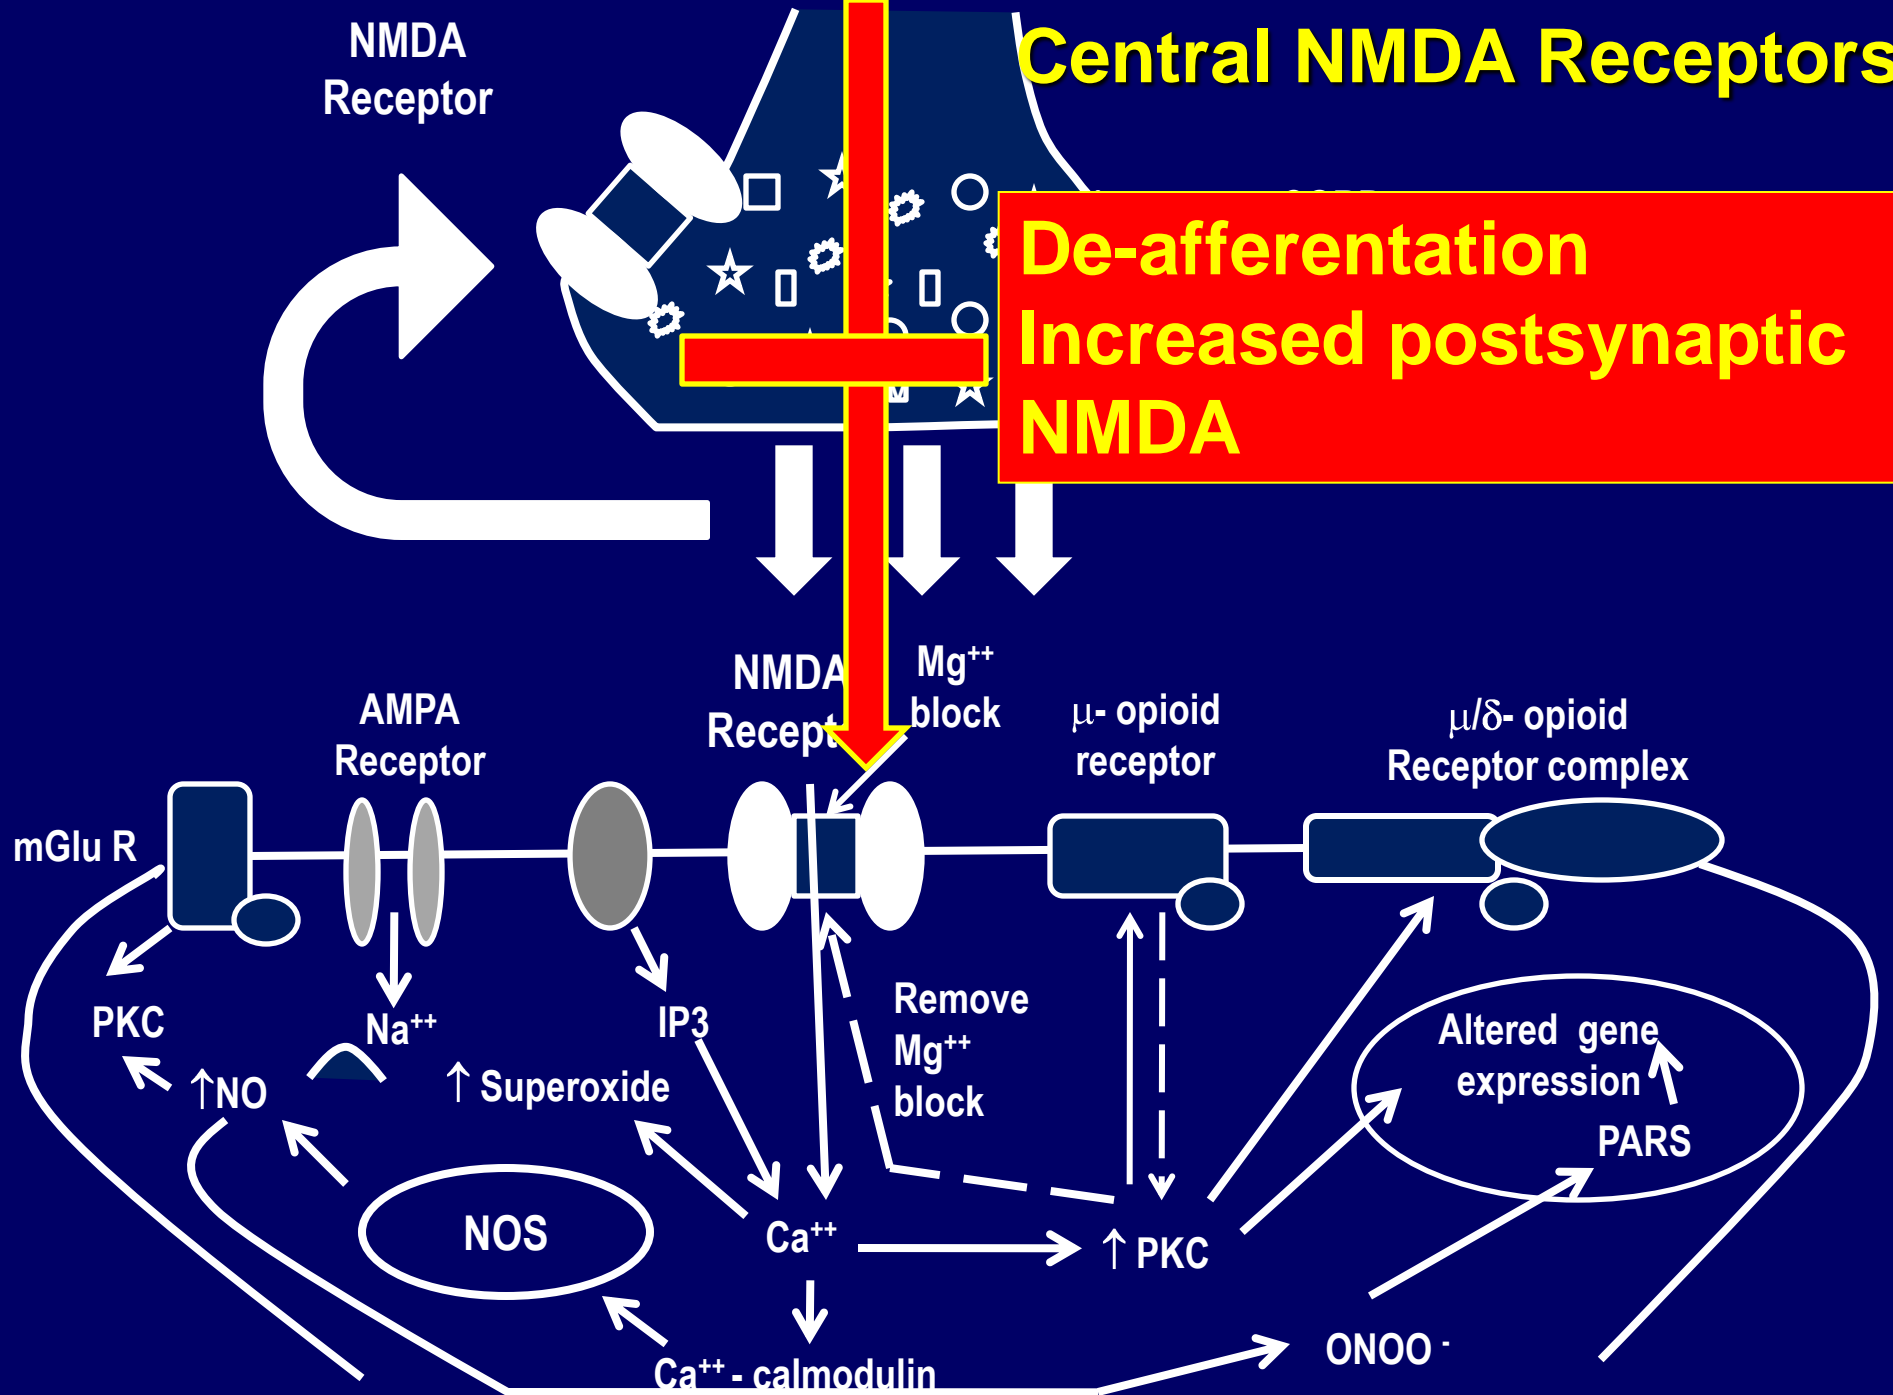 NMDA
Receptor
Central NMDA Receptors
De-afferentation
Increased postsynaptic
NMDA
NMDA
Recept
Mg++
block
AMPA
Receptor
μ- opioid
receptor
μ/δ- opioid
Receptor complex
mGlu R
PKC
Na++
IP3
Remove
Mg++
block
Altered gene
expression
↑NO
↑ Superoxide
PARS
NOS
Ca++
↑ PKC
ONOO -
Ca++ - calmodulin